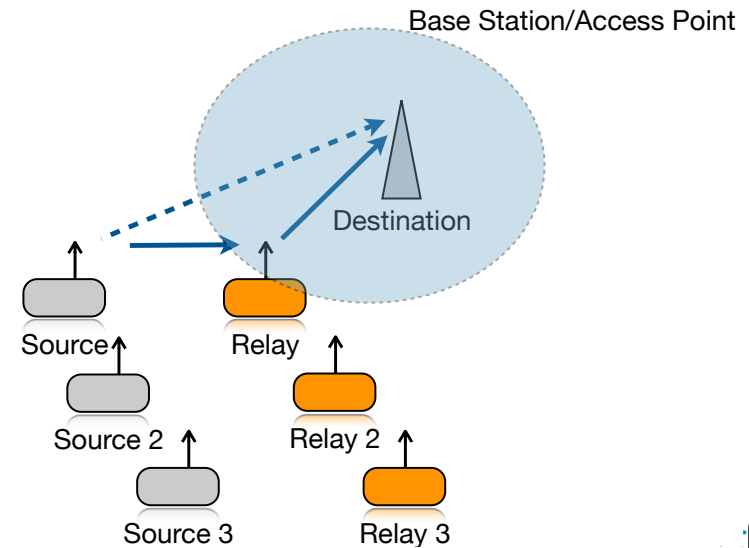 Base Station/Access Point
Destination
Source
Relay
Source 2
Relay 2
Source 3
Relay 3